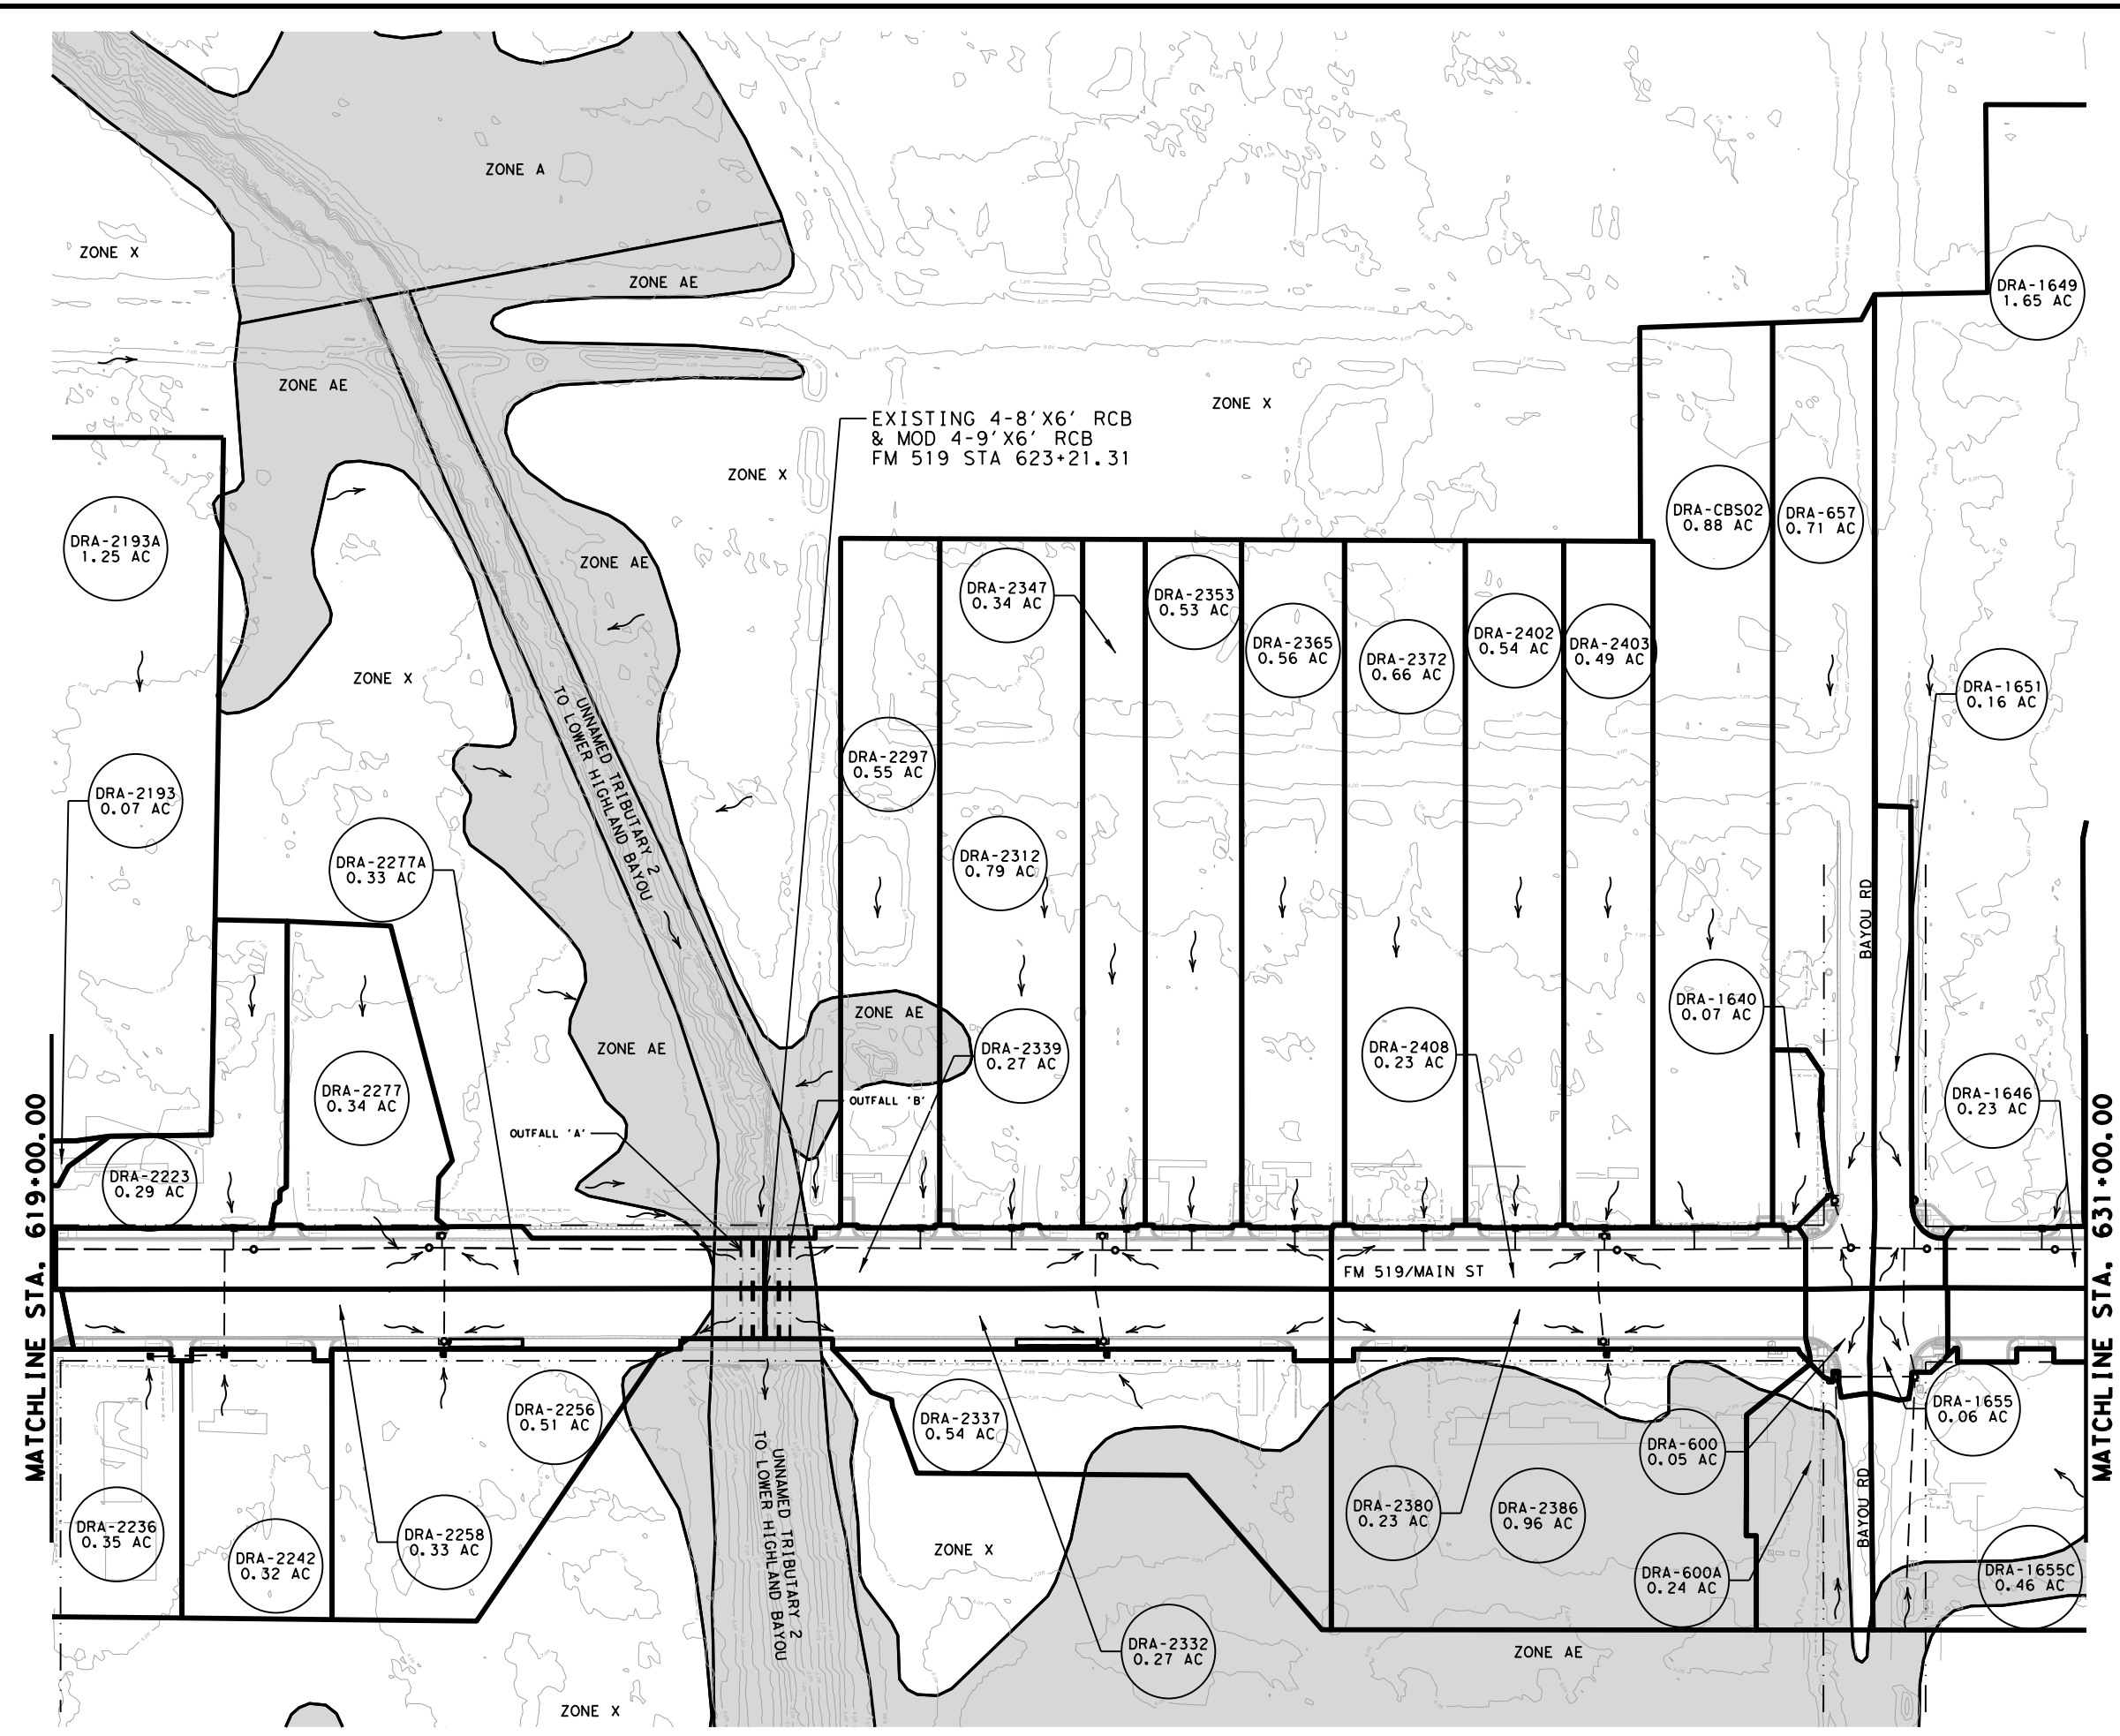 ZONE A
ZONE X
ZONE AE
DRA-1649
1.65 AC
ZONE AE
ZONE X
EXISTING 4-8'X6' RCB
& MOD 4-9'X6' RCB
FM 519 STA 623+21.31
ZONE X
DRA-2193A
1.25 AC
DRA-CBS02
0.88 AC
DRA-657
0.71 AC
ZONE AE
DRA-2347
0.34 AC
DRA-2353
0.53 AC
DRA-2365
0.56 AC
DRA-2372
0.66 AC
DRA-2402
0.54 AC
DRA-2403
0.49 AC
ZONE X
DRA-1651
0.16 AC
UNNAMED TRIBUTARY 2
TO LOWER HIGHLAND BAYOU
DRA-2297
0.55 AC
DRA-2193
0.07 AC
DRA-2277A
0.33 AC
DRA-2312
0.79 AC
BAYOU RD
DRA-1640
0.07 AC
ZONE AE
ZONE AE
DRA-2339
0.27 AC
DRA-2408
0.23 AC
DRA-2277
0.34 AC
OUTFALL 'B'
DRA-1646
0.23 AC
OUTFALL 'A'
DRA-2223
0.29 AC
MATCHLINE STA. 619+00.00
MATCHLINE STA. 631+00.00
FM 519/MAIN ST
DRA-2256
0.51 AC
DRA-2337
0.54 AC
DRA-1655
0.06 AC
DRA-600
0.05 AC
UNNAMED TRIBUTARY 2
TO LOWER HIGHLAND BAYOU
BAYOU RD
DRA-2236
0.35 AC
DRA-2242
0.32 AC
DRA-2258
0.33 AC
ZONE X
DRA-2380
0.23 AC
DRA-2386
0.96 AC
DRA-600A
0.24 AC
DRA-1655C
0.46 AC
DRA-2332
0.27 AC
ZONE AE
ZONE X